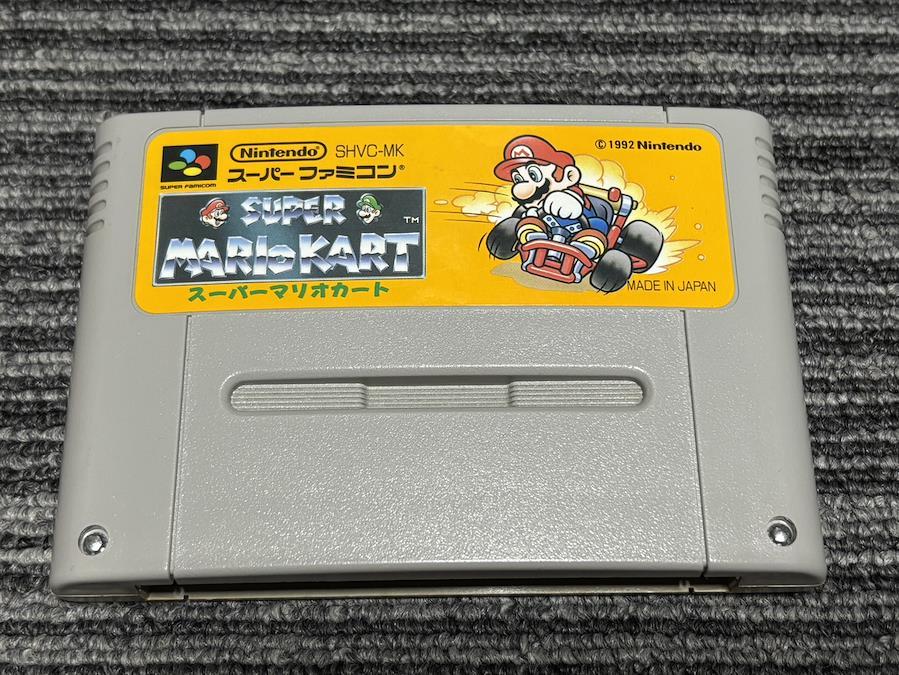 Nintendo SHVC-MK
© 1992 Nintendo
SUPER FAMICOM
スーパーファミコン®
SUPER
MARIO KART ™
スーパーマリオカート
MADE IN JAPAN
M